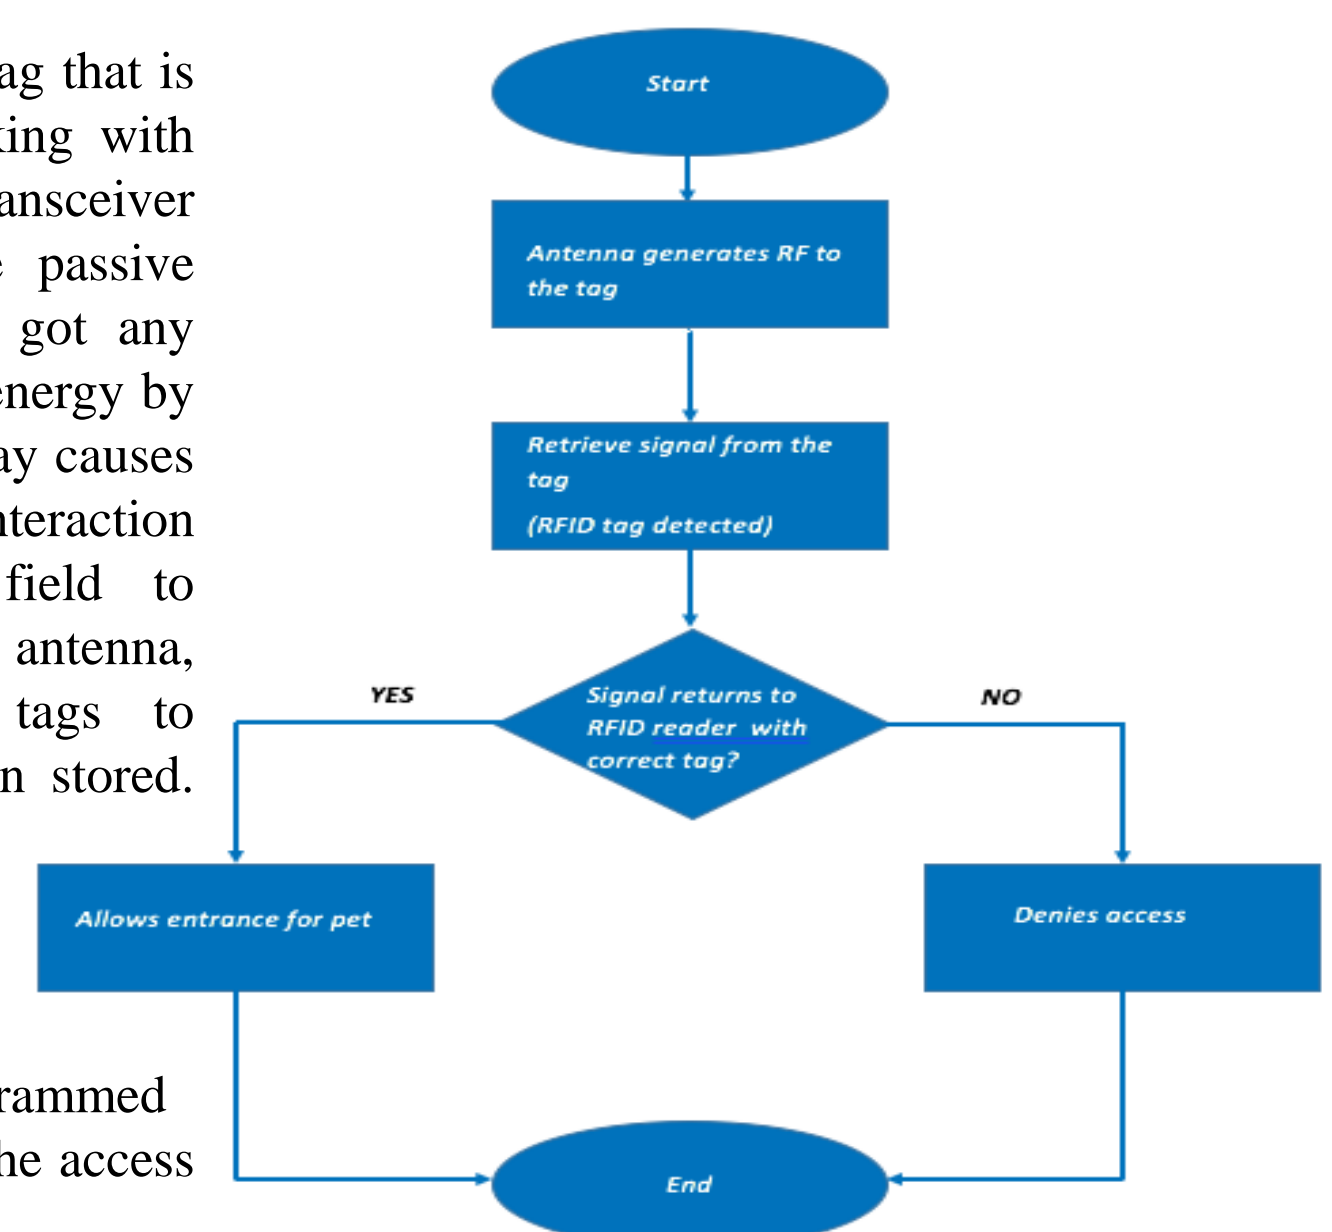 ag that is
king with
ansceiver
e passive
got any
energy by
ay causes
nteraction
field to
antenna,
tags to
n stored.
rammed
he access
Start
Antenna generates RF to
the tag
Retrieve signal from the
tag
(RFID tag detected)
Signal returns to
RFID reader with
correct tag?
YES
NO
Allows entrance for pet
Denies access
End